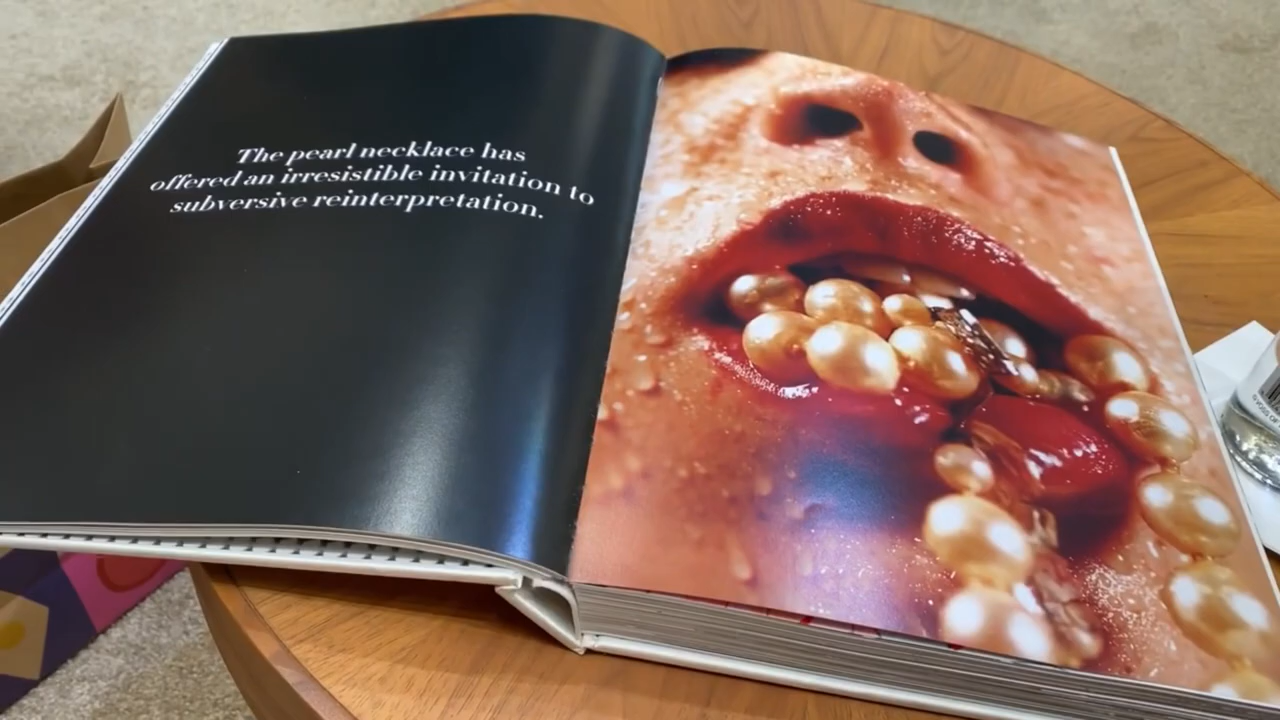 The pearl necklace has
offered an irresistible invitation to
subversive reinterpretation.